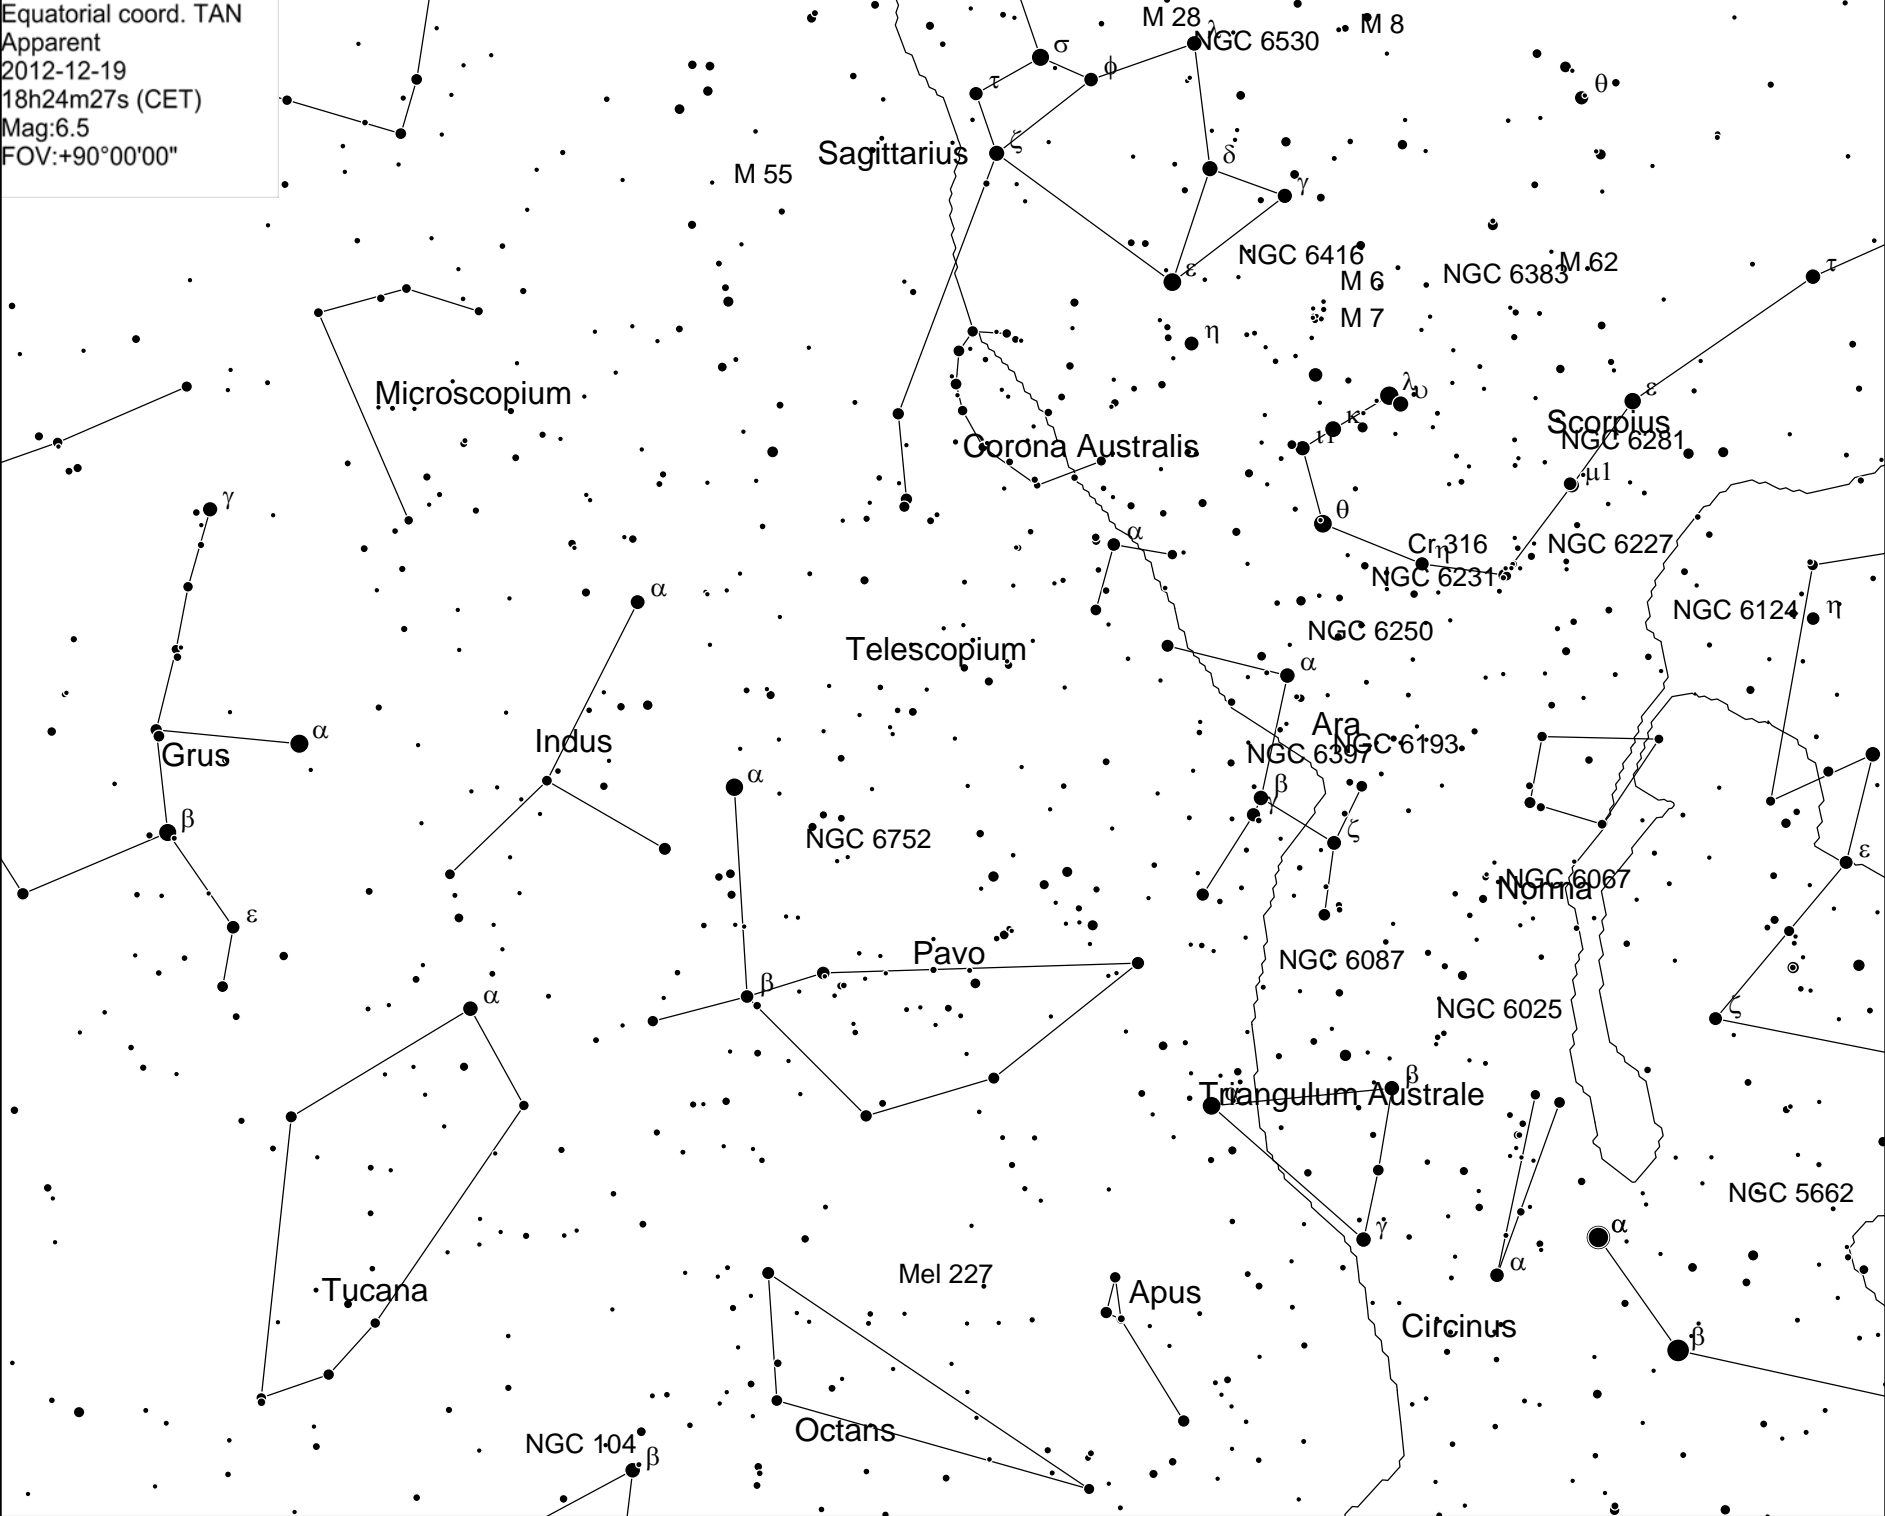 Equatorial coord. TAN
Apparent
2012-12-19
18h24m27s (CET)
Mag:6.5
FOV:+90°00'00"
M 28
λ
M 8
NGC 6530
σ
φ
τ
θ
ζ
Sagittarius
δ
M 55
γ
NGC 6416
M 62
τ
ε
NGC 6383
M 6
M 7
η
λ
υ
ε
Microscopium
κ
Scorpius
ι1
NGC 6281
Corona Australis
μ1
γ
θ
α
Cr 316
η
NGC 6227
NGC 6231
α
NGC 6124
η
NGC 6250
Telescopium
α
Ara
α
Indus
NGC 6193
Grus
NGC 6397
α
β
γ
β
ζ
NGC 6752
ε
NGC 6067
Norma
ε
Pavo
NGC 6087
β
α
NGC 6025
ζ
β
α
Triangulum Australe
NGC 5662
γ
α
α
Mel 227
Tucana
Apus
Circinus
β
Octans
NGC 104
β